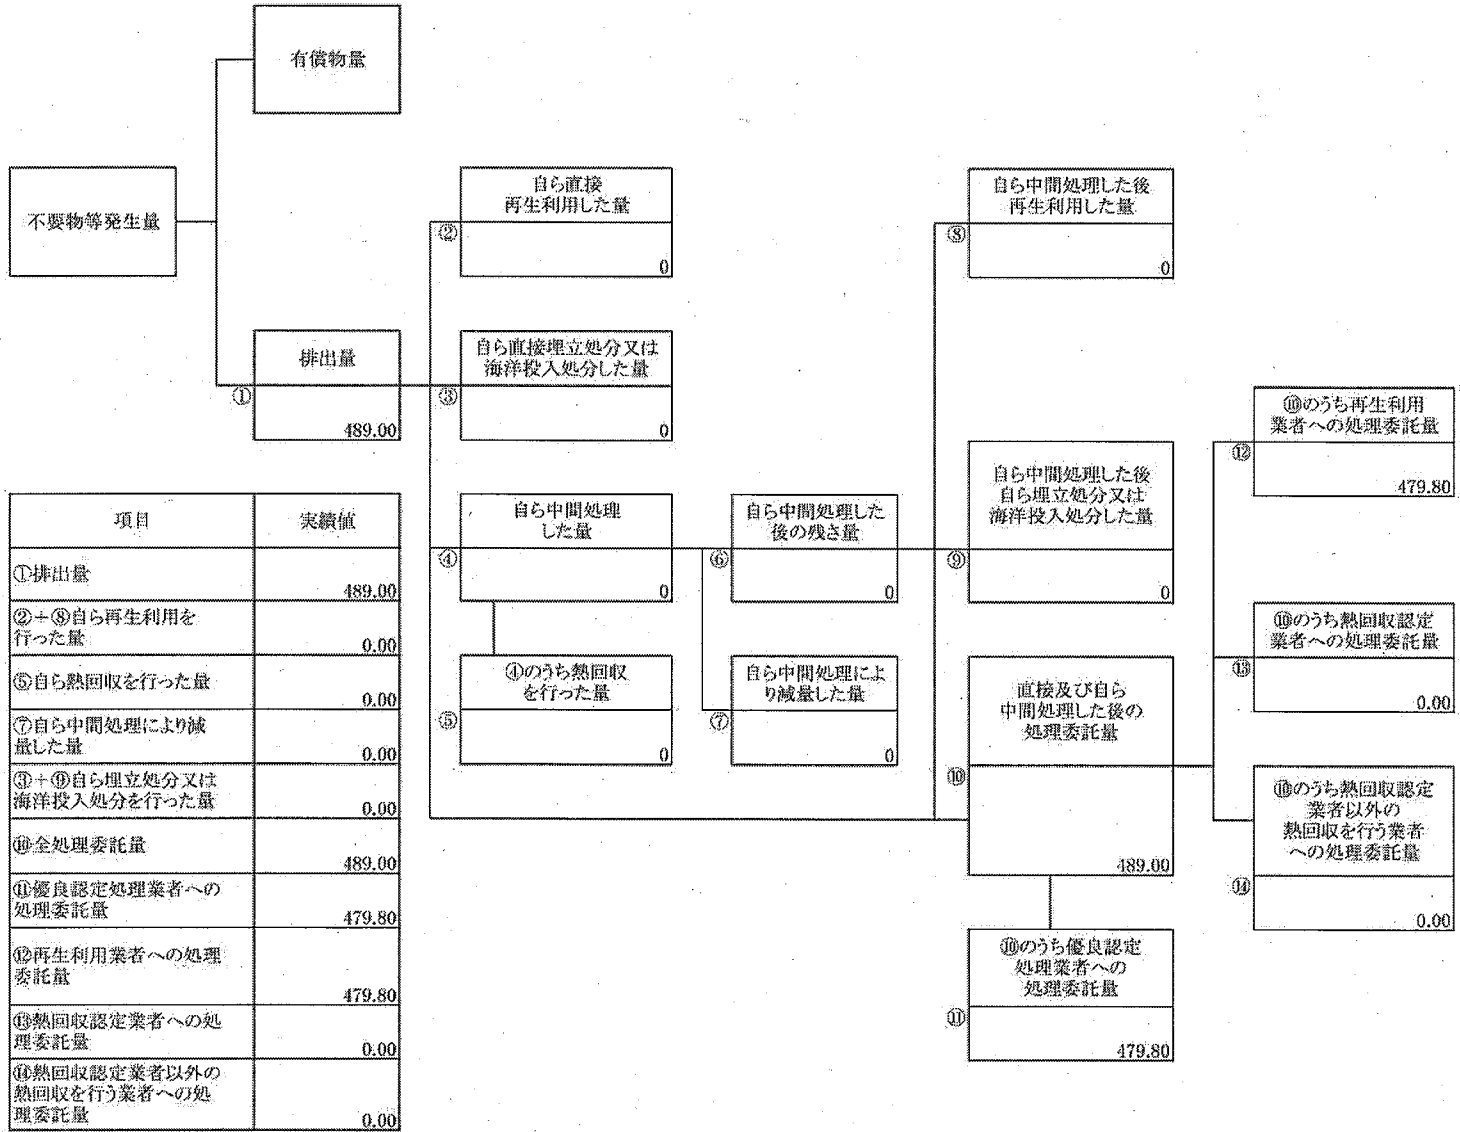 有償物量
不要物等発生量
排出量
①
489.00
自ら直接
再生利用した量
②
0
自ら直接埋立処分又は
海洋投入処分した量
③
0
自ら中間処理
した量
④
0
④のうち熱回収
を行った量
⑤
0
自ら中間処理した
後の残さ量
⑥
0
自ら中間処理によ
り減量した量
⑦
0
自ら中間処理した後
再生利用した量
⑧
0
自ら中間処理した後
自ら埋立処分又は
海洋投入処分した量
⑨
0
直接及び自ら
中間処理した後の
処理委託量
⑩
489.00
⑩のうち優良認定
処理業者への
処理委託量
⑪
479.80
⑩のうち再生利用
業者への処理委託量
⑫
479.80
⑩のうち熱回収認定
業者への処理委託量
⑬
0.00
⑩のうち熱回収認定
業者以外の
熱回収を行う業者
への処理委託量
⑭
0.00
項目 実績値
①排出量
489.00
②+⑧自ら再生利用を
行った量
0.00
⑤自ら熱回収を行った量
0.00
⑦自ら中間処理により減
量した量
0.00
③+⑨自ら埋立処分又は
海洋投入処分を行った量
0.00
⑩全処理委託量
489.00
⑪優良認定処理業者への
処理委託量
479.80
⑫再生利用業者への処理
委託量
479.80
⑬熱回収認定業者への処
理委託量
0.00
⑭熱回収認定業者以外の
熱回収を行う業者への処
理委託量
0.00